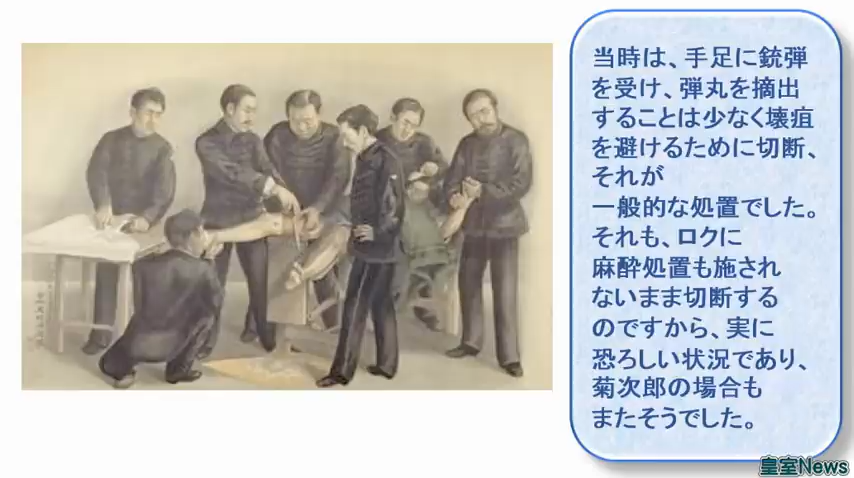 当時は、手足に銃弾
を受け、弾丸を摘出
することは少なく壊疽
を避けるために切断、
それが
一般的な処置でした。
それも、ロクに
麻酔処置も施され
ないまま切断する
のですから、実に
恐ろしい状況であり、
菊次郎の場合も
またそうでした。
皇室News